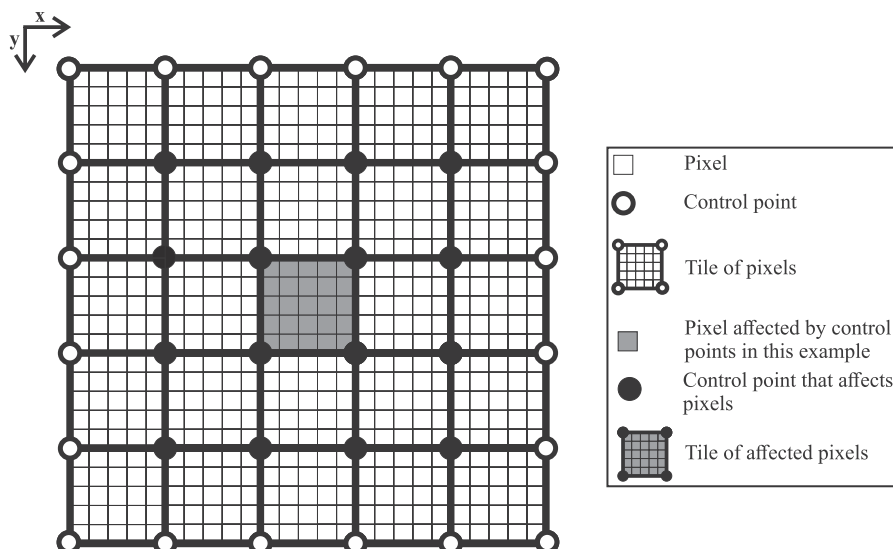 x
y
Pixel
Control point
Tile of pixels
Pixel affected by control
points in this example
Control point that affects
pixels
Tile of affected pixels